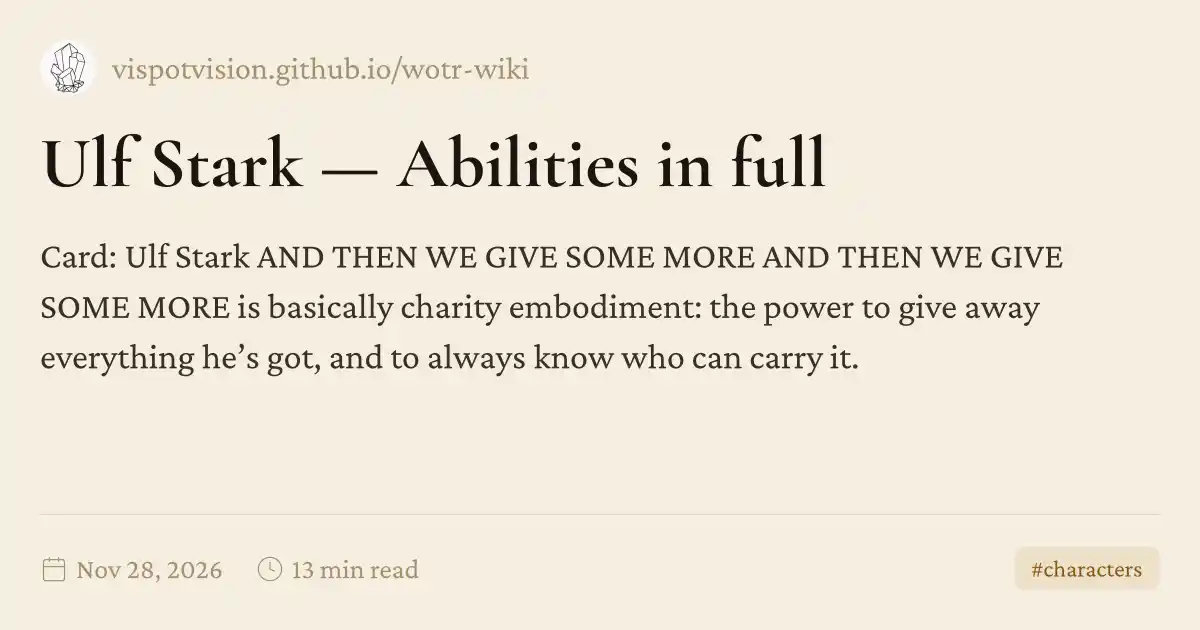 vispotvision.github.io/wotr-wiki
Ulf Stark — Abilities in full
Card: Ulf Stark AND THEN WE GIVE SOME MORE AND THEN WE GIVE
SOME MORE is basically charity embodiment: the power to give away
everything he’s got, and to always know who can carry it.
Nov 28, 2026
13 min read
#characters